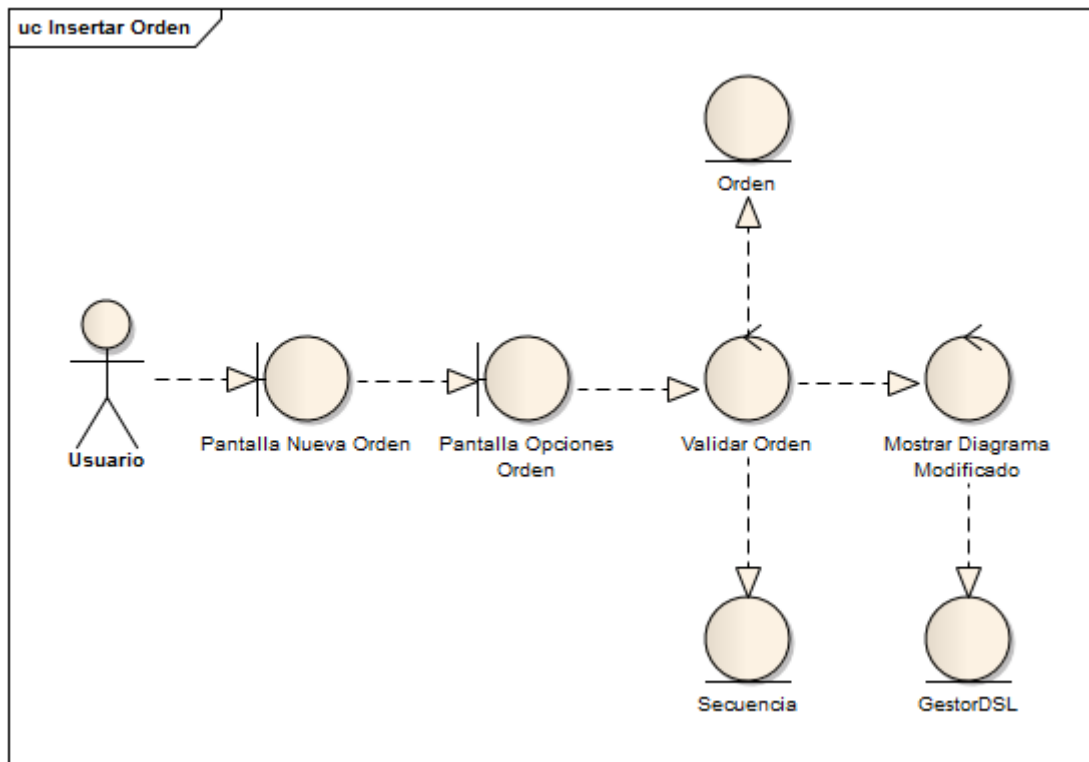 uc Insertar Orden
Orden
Usuario
Pantalla Nueva Orden
Pantalla Opciones
Orden
Validar Orden
Mostrar Diagrama
Modificado
Secuencia
GestorDSL